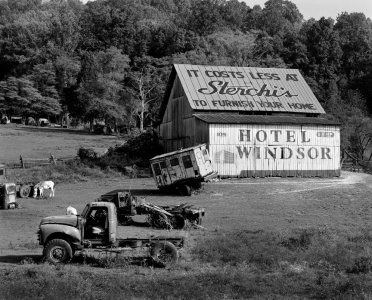 IT COSTS LESS AT
Sterchi's
TO FURNISH YOUR HOME
HOTEL
WINDSOR